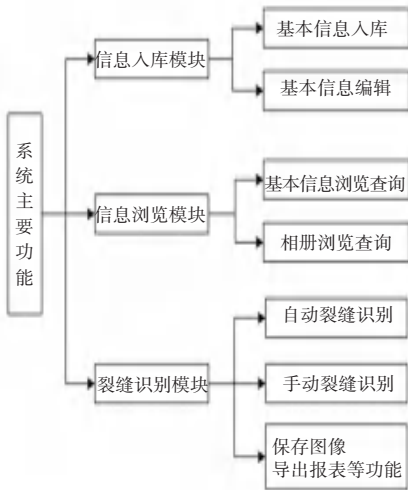 系统主要功能
信息入库模块
基本信息入库
基本信息编辑
信息浏览模块
基本信息浏览查询
相册浏览查询
裂缝识别模块
自动裂缝识别
手动裂缝识别
保存图像
导出报表等功能